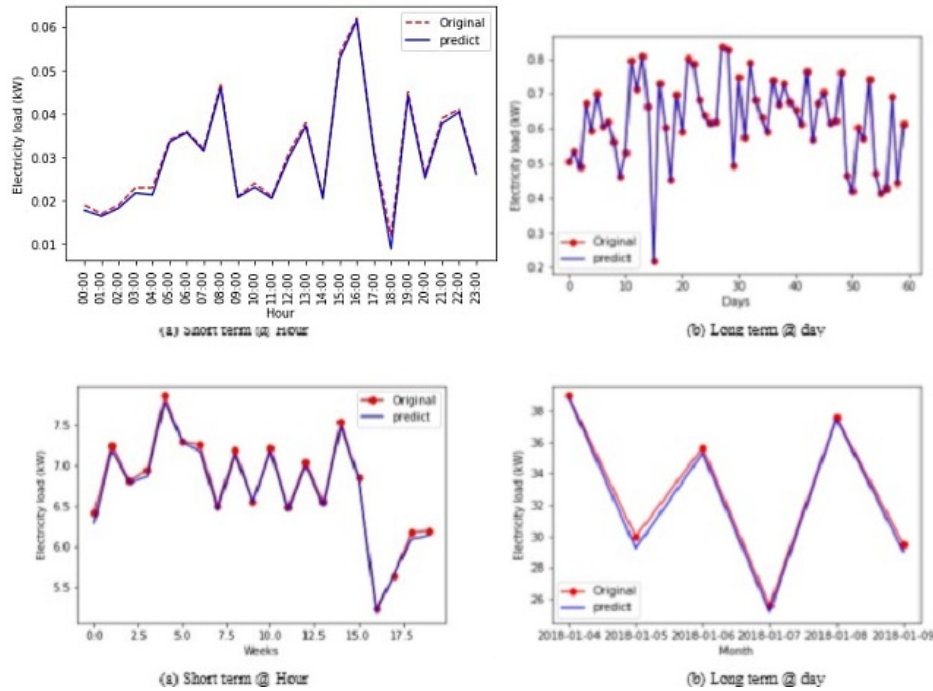 0.06
0.05
0.04
0.03
0.02
0.01
Electricity load (kW)
Original
predict
00:00 01:00 02:00 03:00 04:00 05:00 06:00 07:00 08:00 09:00 10:00 11:00 12:00 13:00 14:00 15:00 16:00 17:00 18:00 19:00 20:00 21:00 22:00 23:00
Hour
(a) Short term @ Hour
0.8
0.7
0.6
0.5
0.4
0.3
0.2
Electricity load (kW)
Original
predict
0 10 20 30 40 50 60
Days
(b) Long term @ day
7.5
7.0
6.5
6.0
5.5
Electricity load (kW)
Original
predict
0.0 2.5 5.0 7.5 10.0 12.5 15.0 17.5
Weeks
(a) Short term @ Hour
38
36
34
32
30
28
26
Electricity load (kW)
Original
predict
2018-01-04 2018-01-05 2018-01-06 2018-01-07 2018-01-08 2018-01-09
Month
(b) Long term @ day